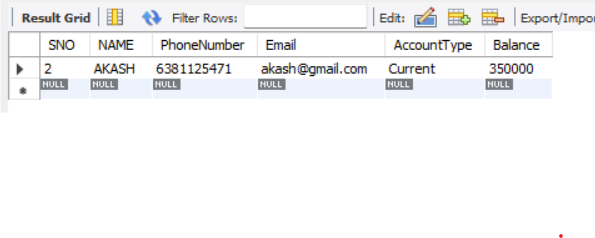 Result Grid Filter Rows: Edit: Export/Impor
SNO NAME PhoneNumber Email AccountType Balance
2 AKASH 6381125471 akash@gmail.com Current 350000
NULL NULL NULL NULL NULL NULL